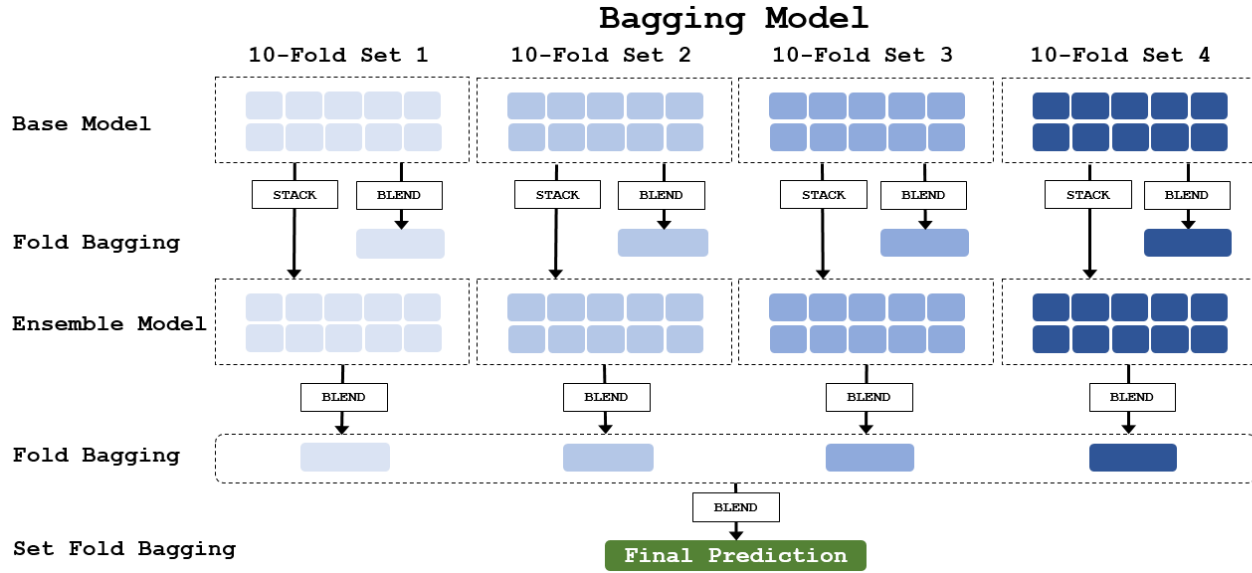 Bagging Model
10-Fold Set 1 10-Fold Set 2 10-Fold Set 3 10-Fold Set 4
Base Model
STACK BLEND STACK BLEND STACK BLEND STACK BLEND
Fold Bagging
Ensemble Model
BLEND BLEND BLEND BLEND
Fold Bagging
BLEND
Set Fold Bagging Final Prediction